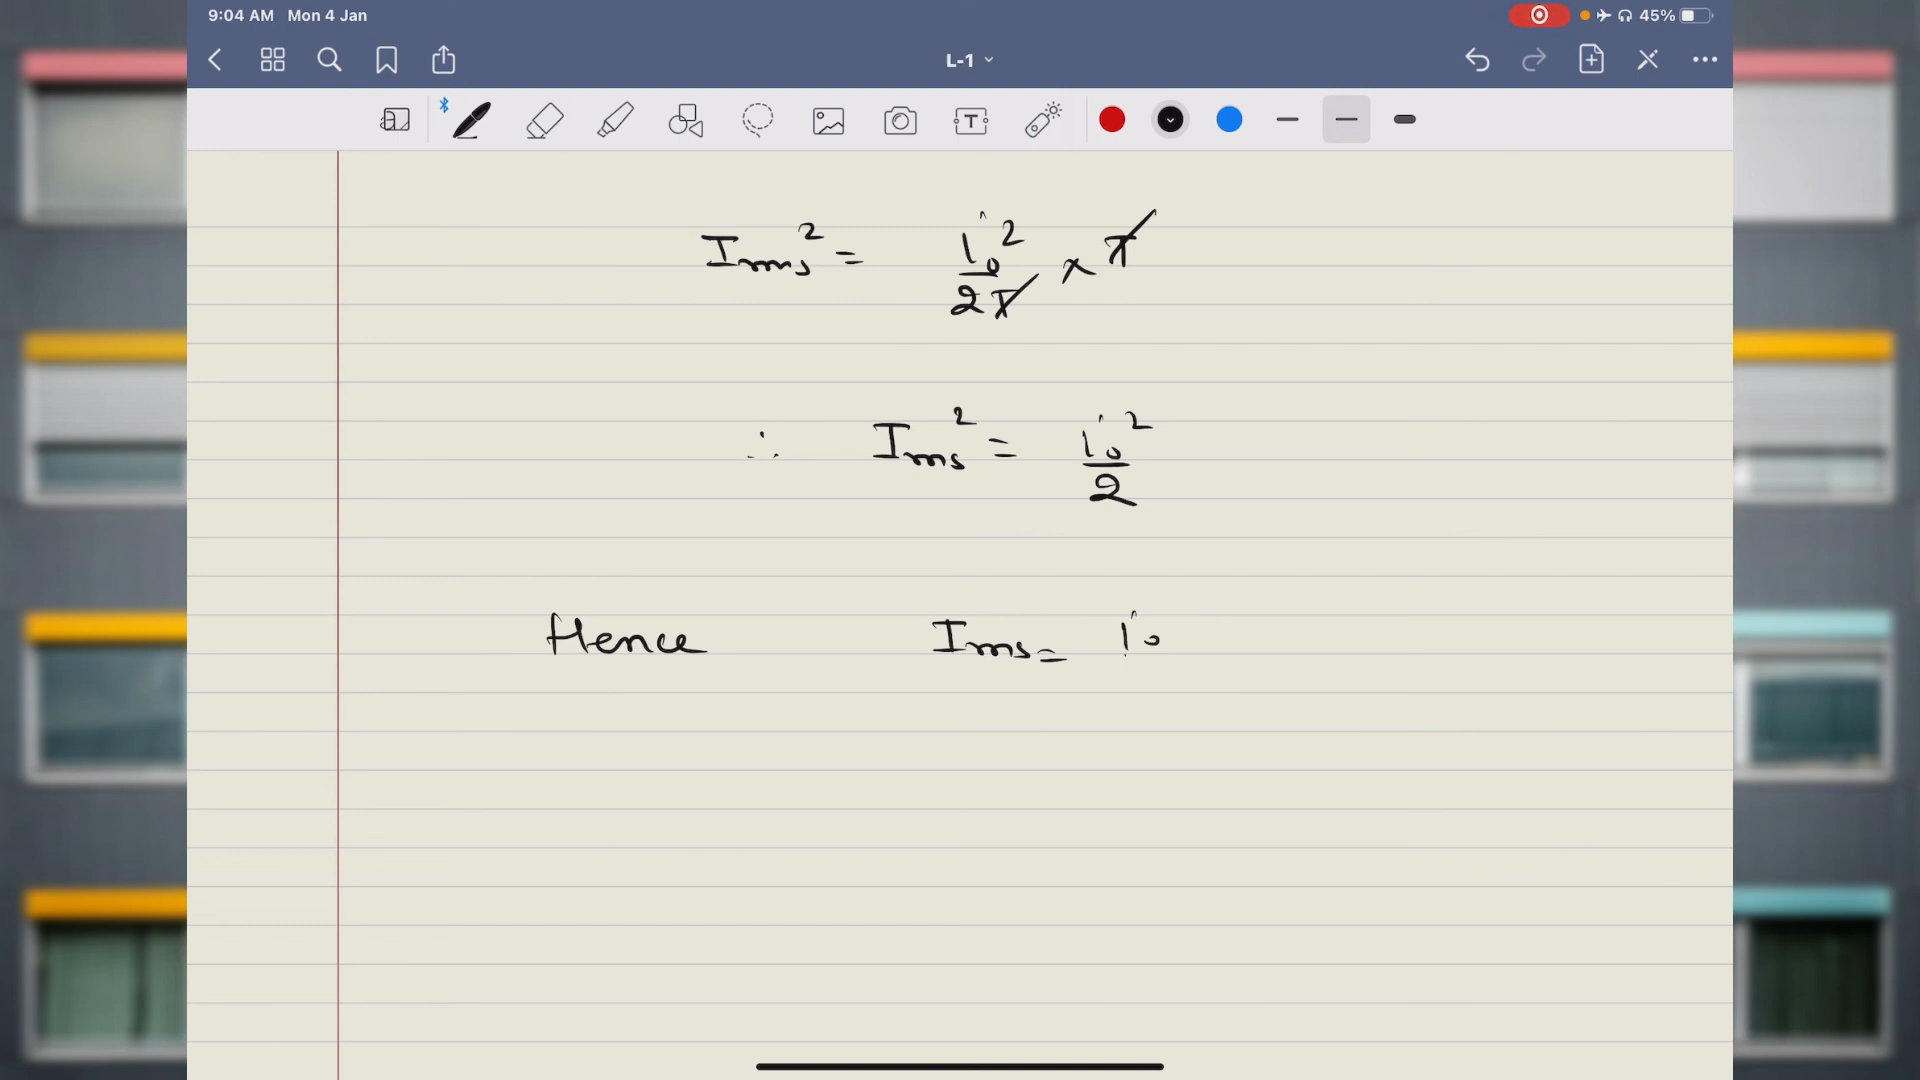 9:04 AM Mon 4 Jan 45%
L-1
T
Irms² = i₀²/2π × π
∴ Irms² = i₀²/2
Hence Irms = i₀